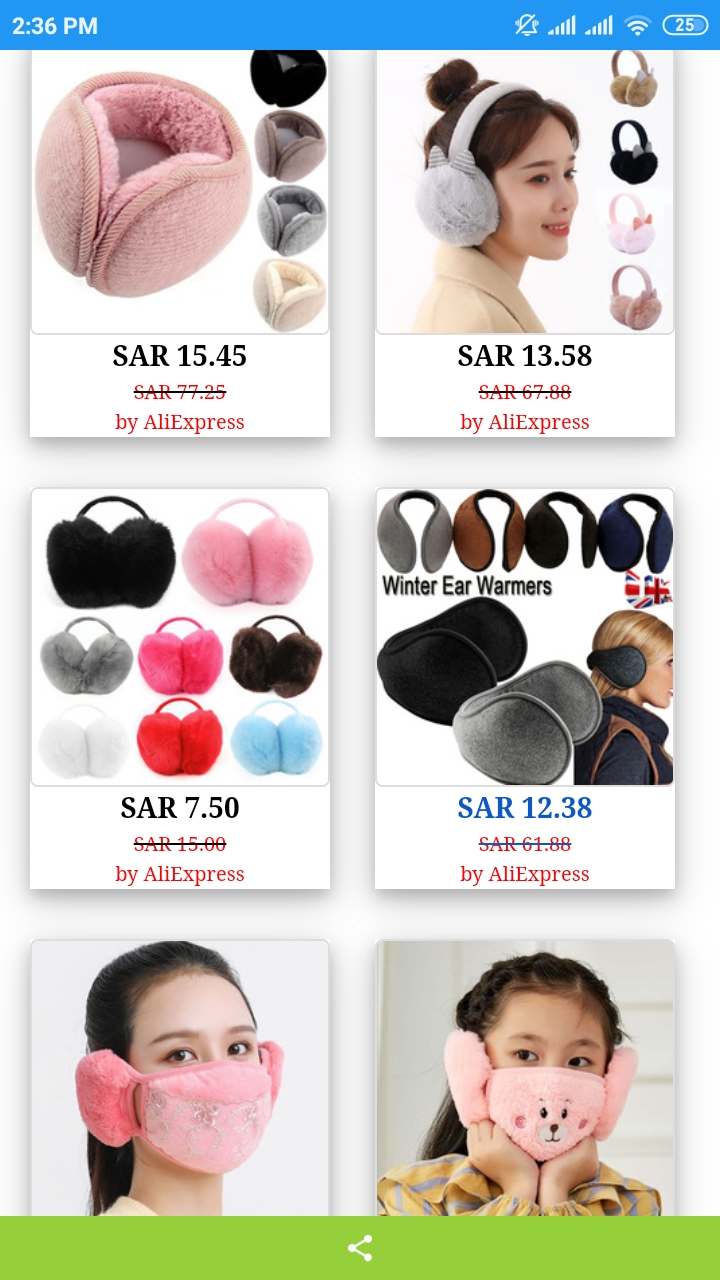 2:36 PM
25
SAR 15.45
SAR 77.25
by AliExpress
SAR 13.58
SAR 67.88
by AliExpress
Winter Ear Warmers
SAR 7.50
SAR 15.00
by AliExpress
SAR 12.38
SAR 61.88
by AliExpress